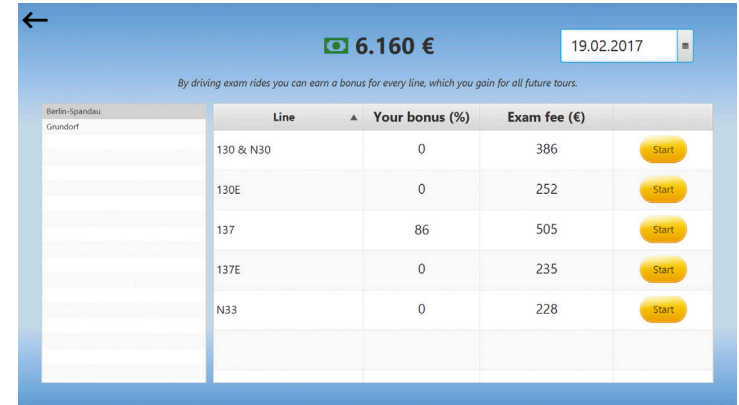 6.160 €
19.02.2017
By driving exam rides you can earn a bonus for every line, which you gain for all future tours.
Berlin-Spandau
Grundorf
Line ▲ Your bonus (%) Exam fee (€)
130 & N30 0 386 Start
130E 0 252 Start
137 86 505 Start
137E 0 235 Start
N33 0 228 Start